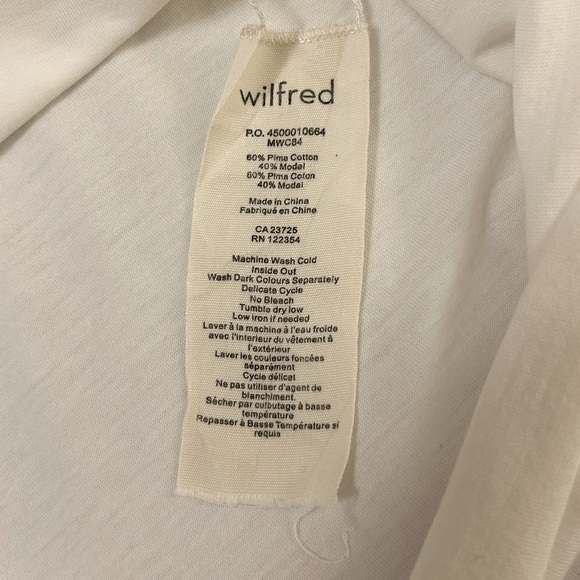 wilfred
P.O. 4500010664
MWC84
60% Pima Cotton
40% Modal
60% Pima Coton
40% Modal
Made in China
Fabriqué en Chine
CA 23725
RN 122354
Machine Wash Cold
Inside Out
Wash Dark Colours Separately
Delicate Cycle
No Bleach
Tumble dry low
Low iron if needed
Laver à la machine à l'eau froide
avec l'interieur du vêtement à
l'extérieur
Laver les couleurs foncées
séparément
Cycle délicat
Ne pas utiliser d'agent de
blanchiment.
Sécher par culbutage à basse
température
Repasser à Basse Température si
requis